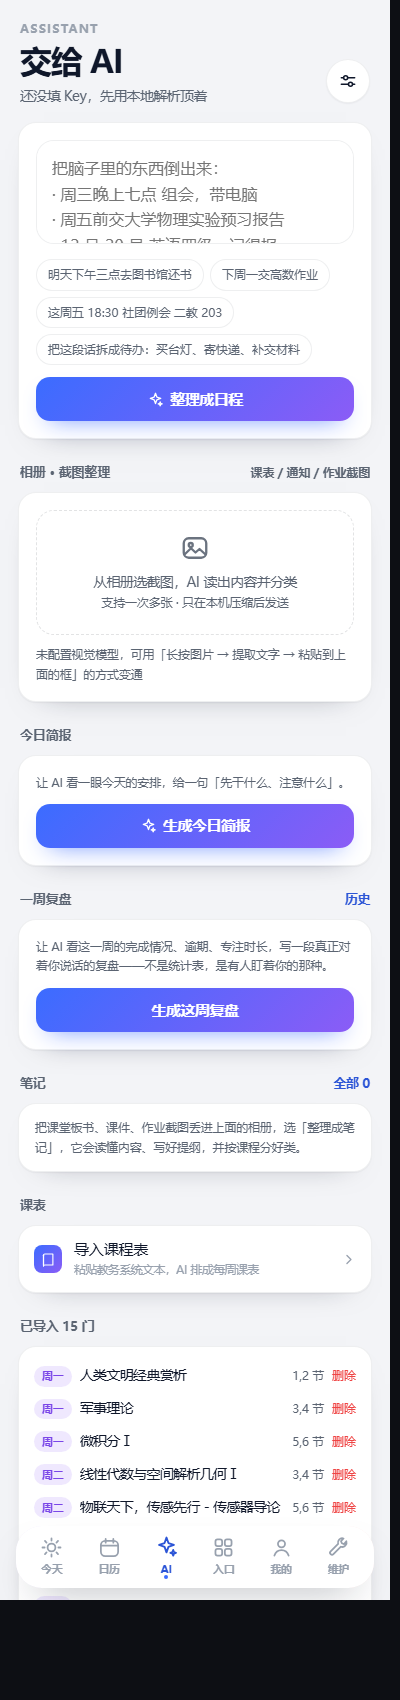 ASSISTANT
交给 AI
还没填 Key，先用本地解析顶着
把脑子里的东西倒出来：
· 周三晚上七点 组会，带电脑
· 周五前交大学物理实验预习报告
明天下午三点去图书馆还书
下周一交高数作业
这周五 18:30 社团例会 二教 203
把这段话拆成待办：买台灯、寄快递、补交材料
整理成日程
相册 • 截图整理
课表 / 通知 / 作业截图
从相册选截图，AI 读出内容并分类
支持一次多张 · 只在本机压缩后发送
未配置视觉模型，可用「长按图片 → 提取文字 → 粘贴到上
面的框」的方式变通
今日简报
让 AI 看一眼今天的安排，给一句「先干什么、注意什么」。
生成今日简报
一周复盘
历史
让 AI 看这一周的完成情况、逾期、专注时长，写一段真正对
着你说话的复盘——不是统计表，是有人盯着你的那种。
生成这周复盘
笔记
全部 0
把课堂板书、课件、作业截图丢进上面的相册，选「整理成笔
记」，它会读懂内容、写好提纲，并按课程分好类。
课表
导入课程表
粘贴教务系统文本，AI 排成每周课表
已导入 15 门
周一 人类文明经典赏析 1,2 节 删除
周一 军事理论 3,4 节 删除
周一 微积分 I 5,6 节 删除
周二 线性代数与空间解析几何 I 3,4 节 删除
周二 物联天下，传感先行 - 传感器导论 5,6 节 删除
今天
日历
AI
入口
我的
维护